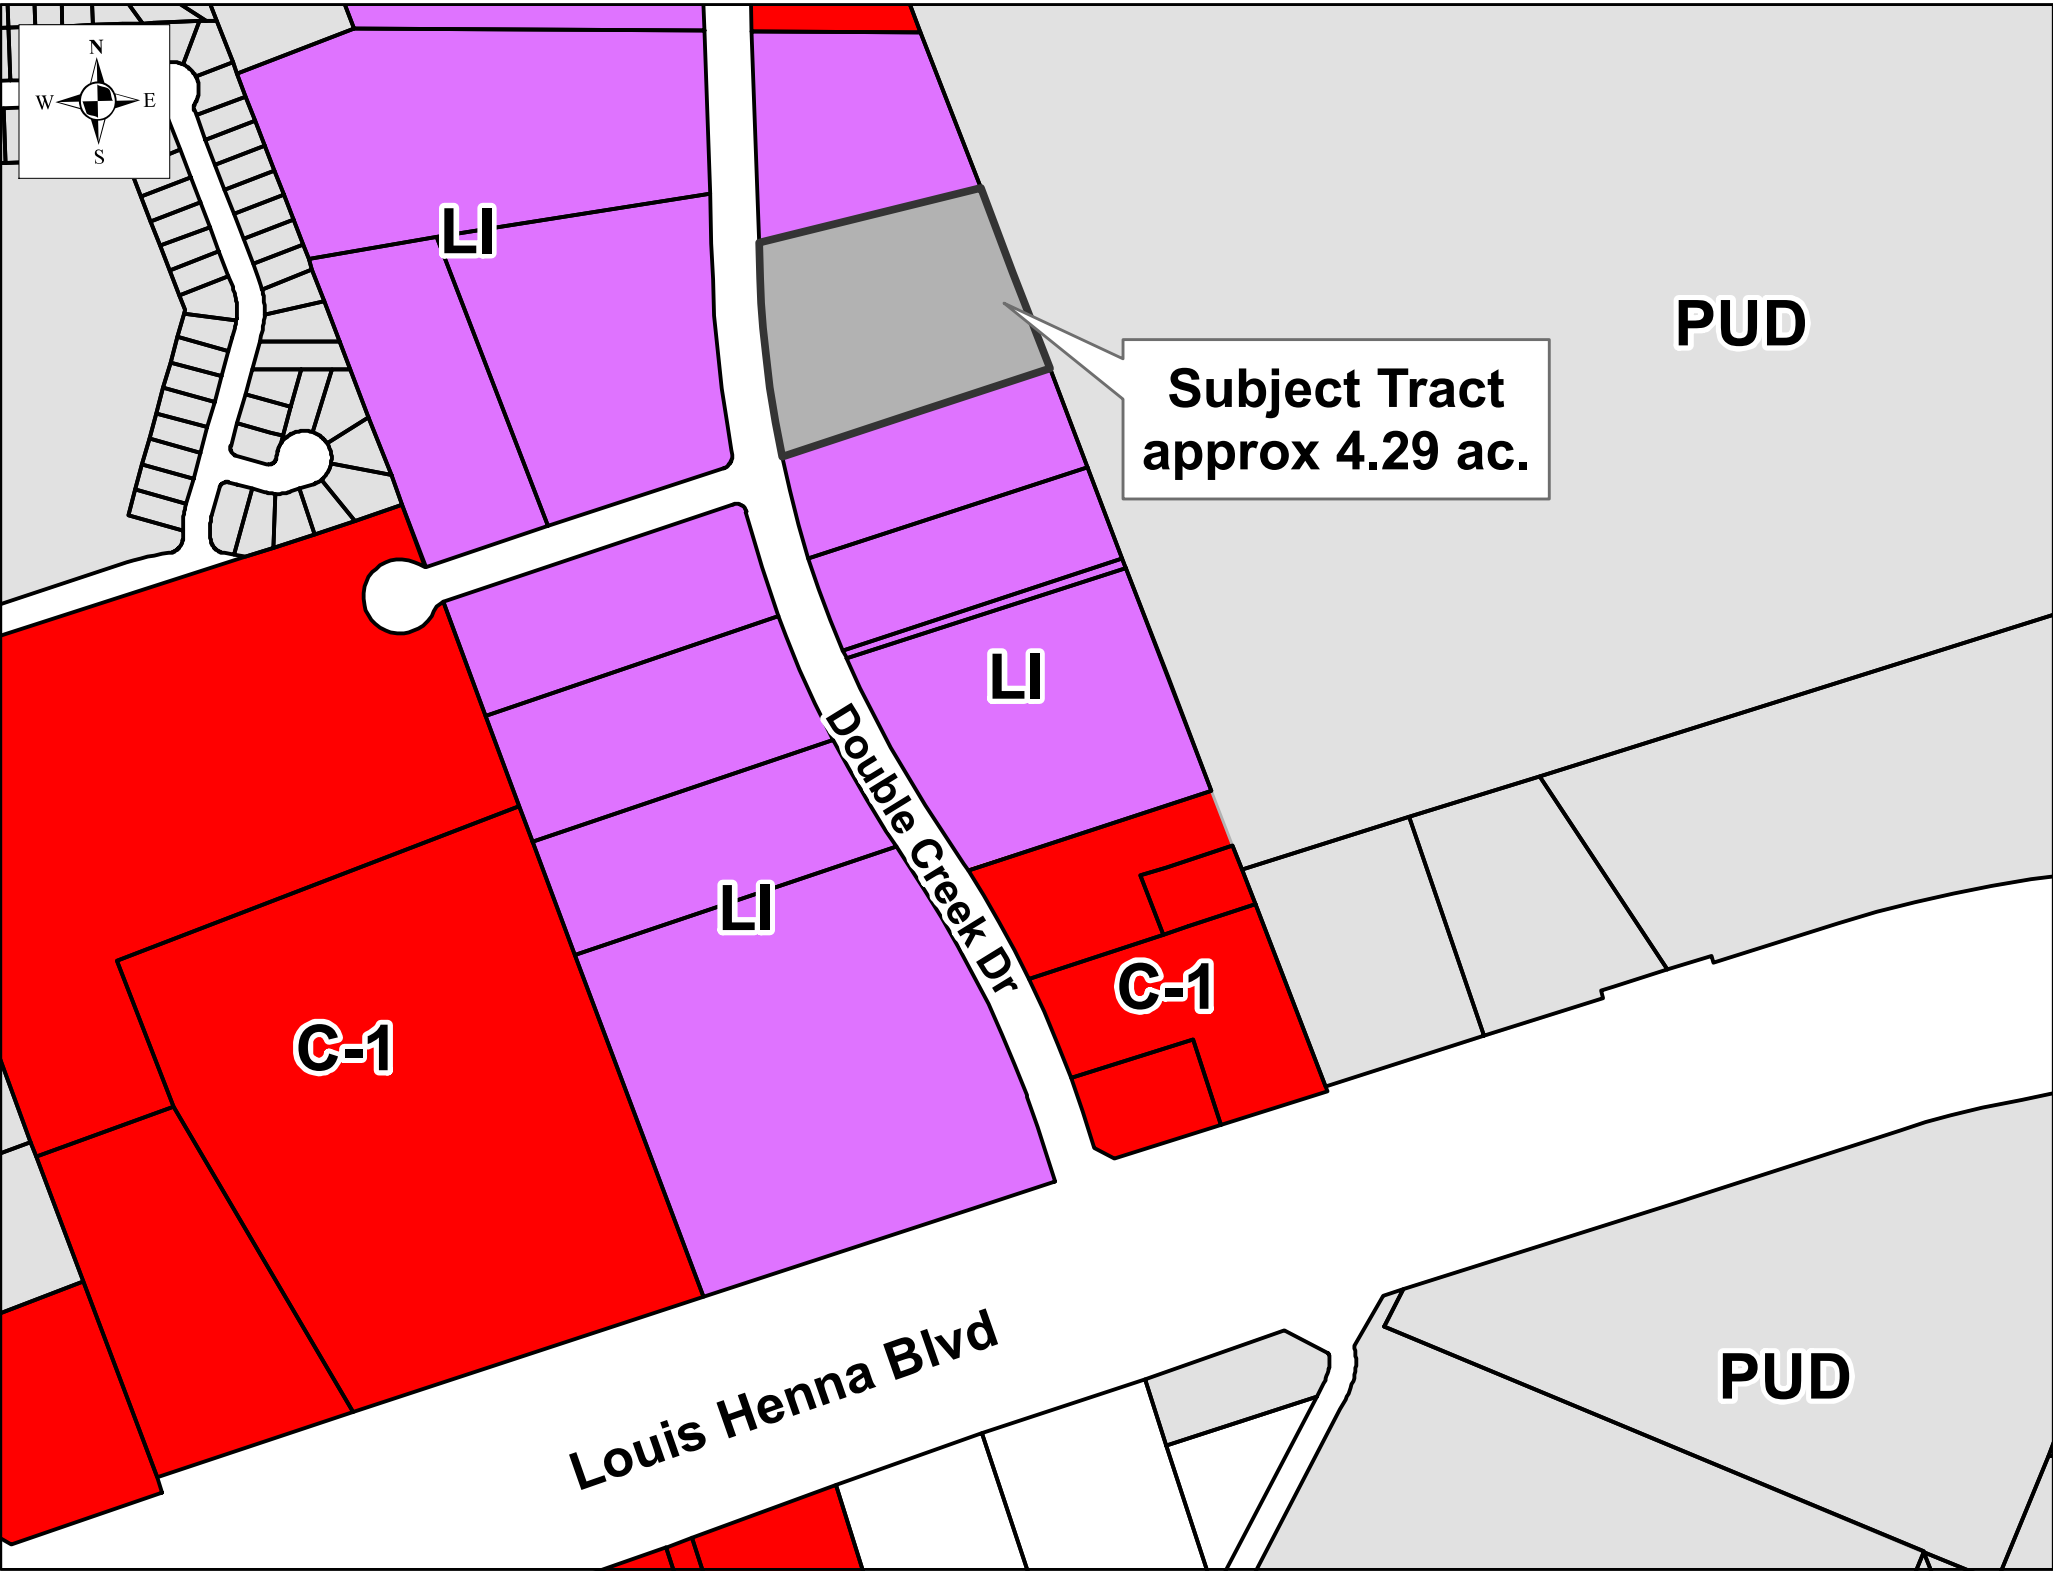 N
W E
S
LI
PUD
Subject Tract
approx 4.29 ac.
LI
Double Creek Dr
LI
C-1
C-1
Louis Henna Blvd
PUD